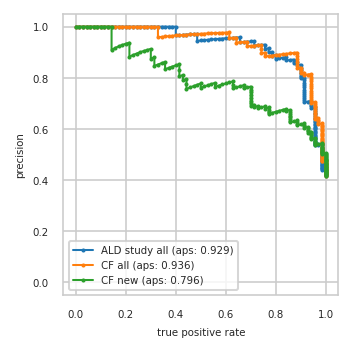 1.0
0.8
0.6
0.4
0.2
0.0
precision
ALD study all (aps: 0.929)
CF all (aps: 0.936)
CF new (aps: 0.796)
0.0 0.2 0.4 0.6 0.8 1.0
true positive rate